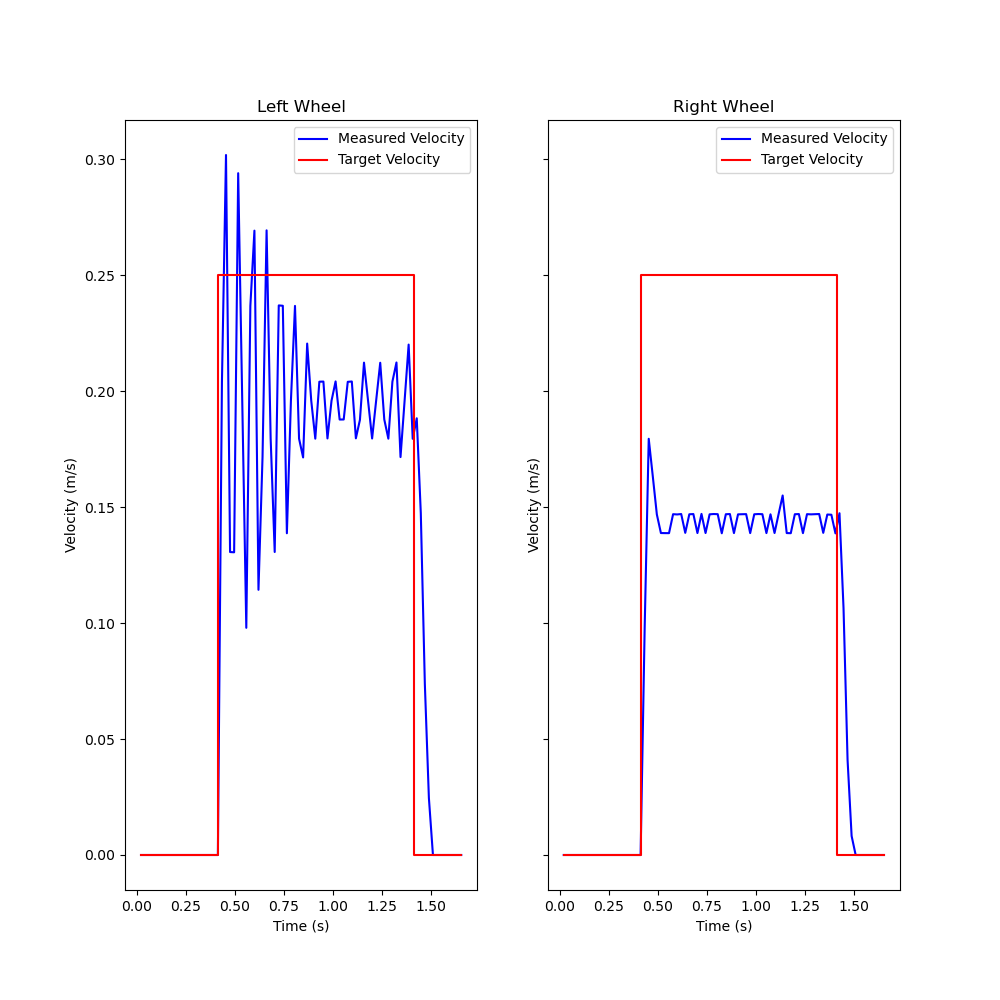 Left Wheel
Measured Velocity
Target Velocity
0.30
0.25
0.20
0.15
0.10
0.05
0.00
Velocity (m/s)
0.00 0.25 0.50 0.75 1.00 1.25 1.50
Time (s)
Right Wheel
Measured Velocity
Target Velocity
Velocity (m/s)
0.00 0.25 0.50 0.75 1.00 1.25 1.50
Time (s)